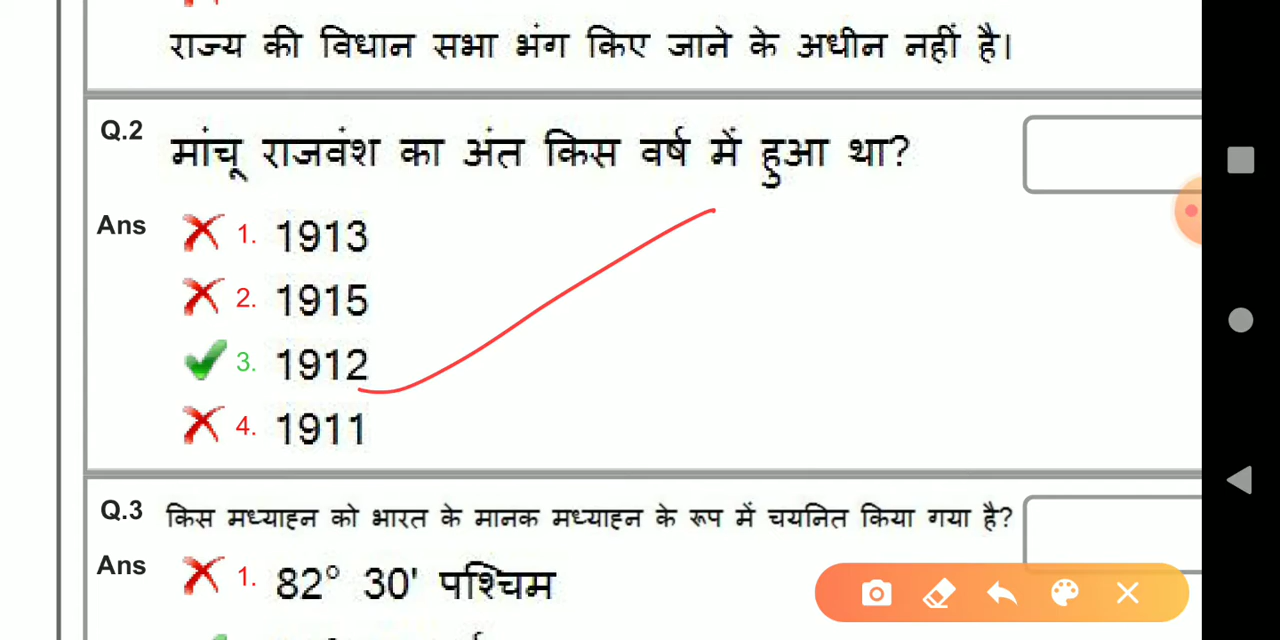 राज्य की विधान सभा भंग किए जाने के अधीन नहीं है।
Q.2 मांचू राजवंश का अंत किस वर्ष में हुआ था?
Ans 1. 1913
2. 1915
3. 1912
4. 1911
Q.3 किस मध्याह्न को भारत के मानक मध्याह्न के रूप में चयनित किया गया है?
Ans 1. 82° 30' पश्चिम